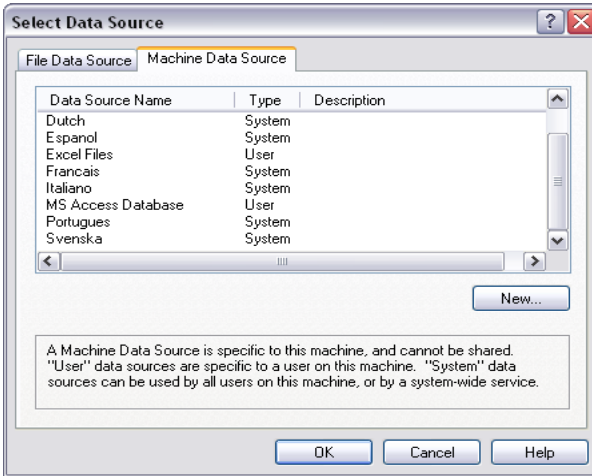 Select Data Source
?
File Data Source Machine Data Source
Data Source Name Type Description
Dutch System
Espanol System
Excel Files User
Francais System
Italiano System
MS Access Database User
Portugues System
Svenska System
New...
A Machine Data Source is specific to this machine, and cannot be shared.
"User" data sources are specific to a user on this machine. "System" data
sources can be used by all users on this machine, or by a system-wide service.
OK Cancel Help